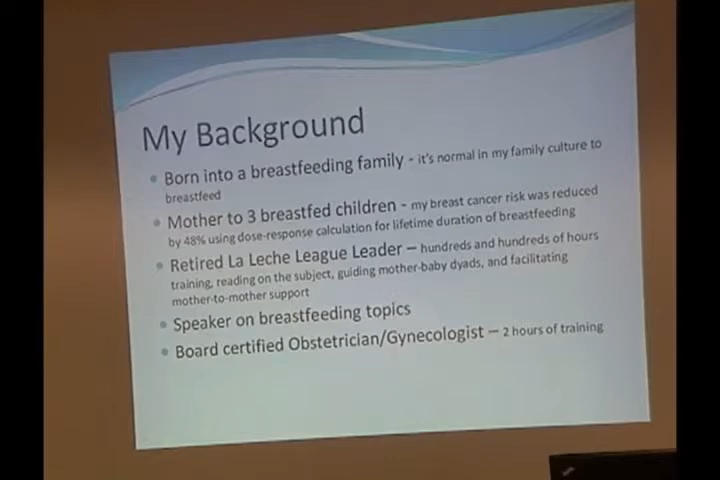 My Background
Born into a breastfeeding family - it's normal in my family culture to
breastfeed
Mother to 3 breastfed children - my breast cancer risk was reduced
by 48% using dose-response calculation for lifetime duration of breastfeeding
Retired La Leche League Leader – hundreds and hundreds of hours
training, reading on the subject, guiding mother-baby dyads, and facilitating
mother-to-mother support
Speaker on breastfeeding topics
Board certified Obstetrician/Gynecologist – 2 hours of training